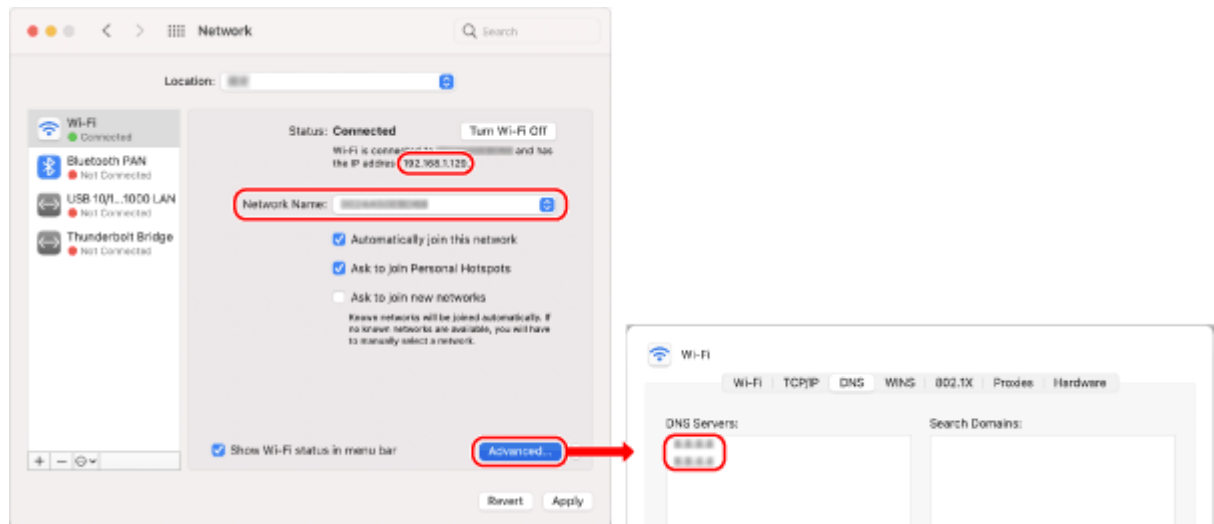 Network
Search
Location:
Wi-Fi
Connected
Bluetooth PAN
Not Connected
USB 10/1...1000 LAN
Not Connected
Thunderbolt Bridge
Not Connected
Status: Connected
Turn Wi-Fi Off
Wi-Fi is connected to and has
the IP address 192.168.1.129.
Network Name:
Automatically join this network
Ask to join Personal Hotspots
Ask to join new networks
Known networks will be joined automatically. If
no known networks are available, you will have
to manually select a network.
Show Wi-Fi status in menu bar
Advanced...
Revert
Apply
Wi-Fi
Wi-Fi TCP/IP DNS WINS 802.1X Proxies Hardware
DNS Servers:
Search Domains: